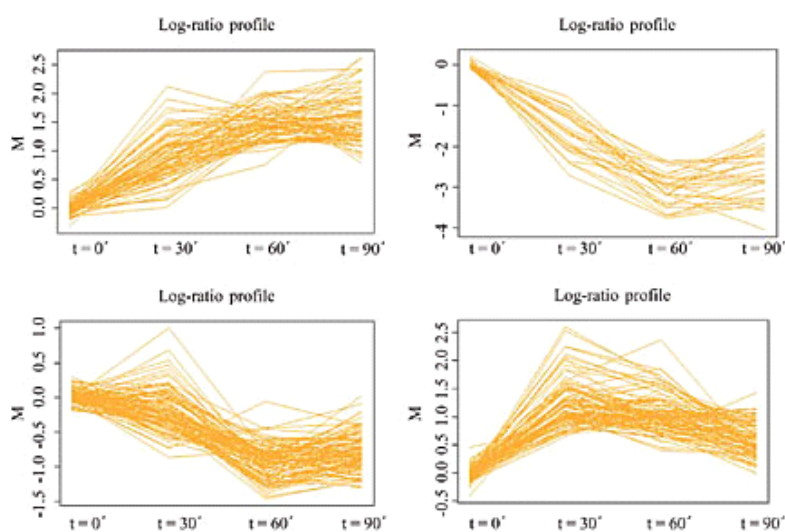 Log-ratio profile
M
2.5
2.0
1.5
1.0
0.5
0.0
t = 0´ t = 30´ t = 60´ t = 90´
Log-ratio profile
M
0
-1
-2
-3
-4
t = 0´ t = 30´ t = 60´ t = 90´
Log-ratio profile
M
1.0
0.5
0.0
-0.5
-1.0
-1.5
t = 0´ t = 30´ t = 60´ t = 90´
Log-ratio profile
M
2.5
2.0
1.5
1.0
0.5
0.0
-0.5
t = 0´ t = 30´ t = 60´ t = 90´